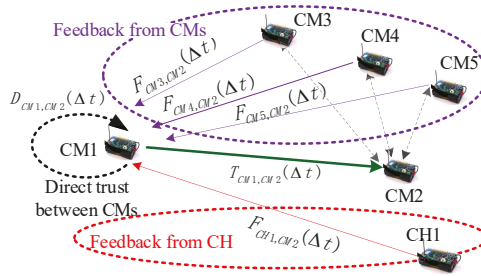 Feedback from CMs
CM3
CM4
CM5
F_{CM3,CM2}(Δt)
F_{CM4,CM2}(Δt)
F_{CM5,CM2}(Δt)
D_{CM1,CM2}(Δt)
CM1
T_{CM1,CM2}(Δt)
CM2
Direct trust
between CMs
F_{CH1,CM2}(Δt)
CH1
Feedback from CH